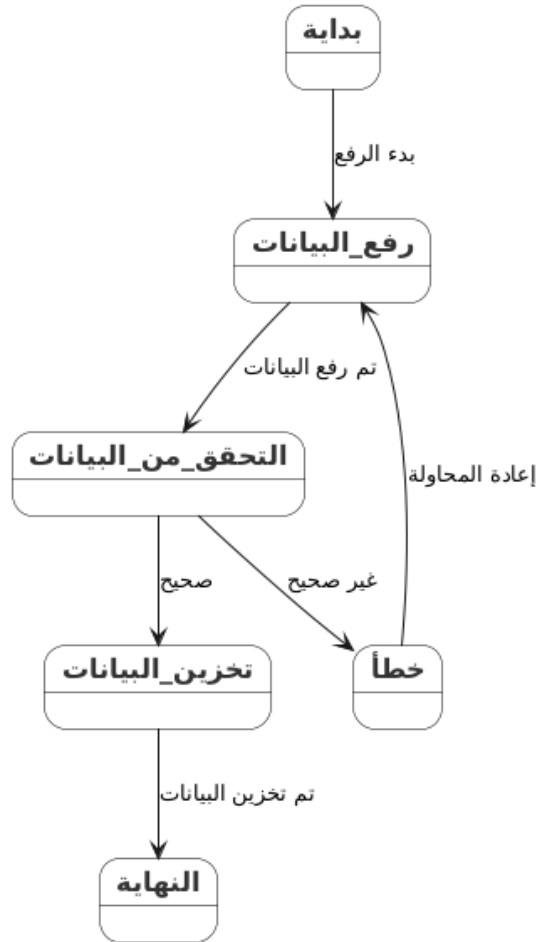 بداية
بدء الرفع
رفع_البيانات
تم رفع البيانات
التحقق_من_البيانات
إعادة المحاولة
صحيح
غير صحيح
تخزين_البيانات
خطأ
تم تخزين البيانات
النهاية